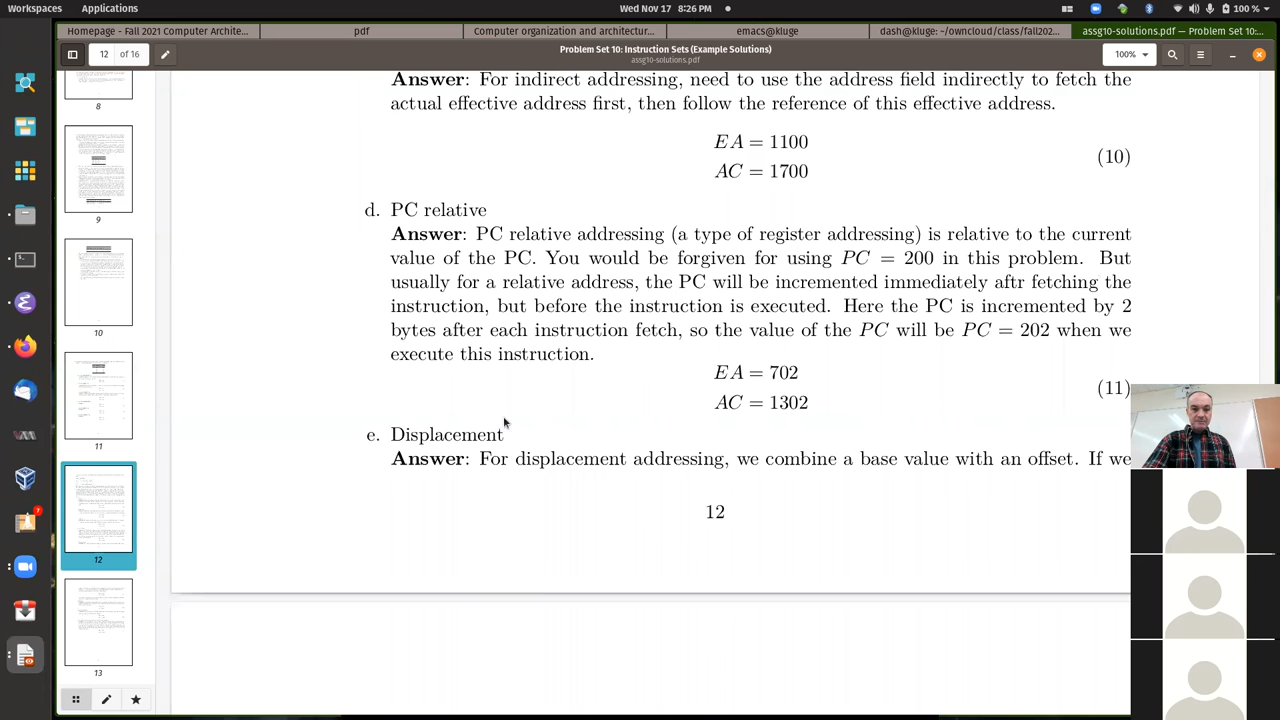 Workspaces Applications Wed Nov 17 8:26 PM 100 %
Homepage - Fall 2021 Computer Archite... pdf Computer organization and architectur... emacs@kluge dash@kluge: ~/owncloud/class/fall202... assg10-solutions.pdf — Problem Set 10:...
12 of 16 Problem Set 10: Instruction Sets (Example Solutions) 100%
assg10-solutions.pdf
Answer: For indirect addressing, need to use the address field indirectly to fetch the
actual effective address first, then follow the reference of this effective address.
EA = 1100
AC = 1700
(10)
d. PC relative
Answer: PC relative addressing (a type of register addressing) is relative to the current
value of the PC. You would be forgiven for using PC = 200 in this problem. But
usually for a relative address, the PC will be incremented immediately aftr fetching the
instruction, but before the instruction is executed. Here the PC is incremented by 2
bytes after each instruction fetch, so the value of the PC will be PC = 202 when we
execute this instruction.
EA = 702
AC = 1302
(11)
e. Displacement
Answer: For displacement addressing, we combine a base value with an offset. If we
12
8
9
10
11
12
13
7